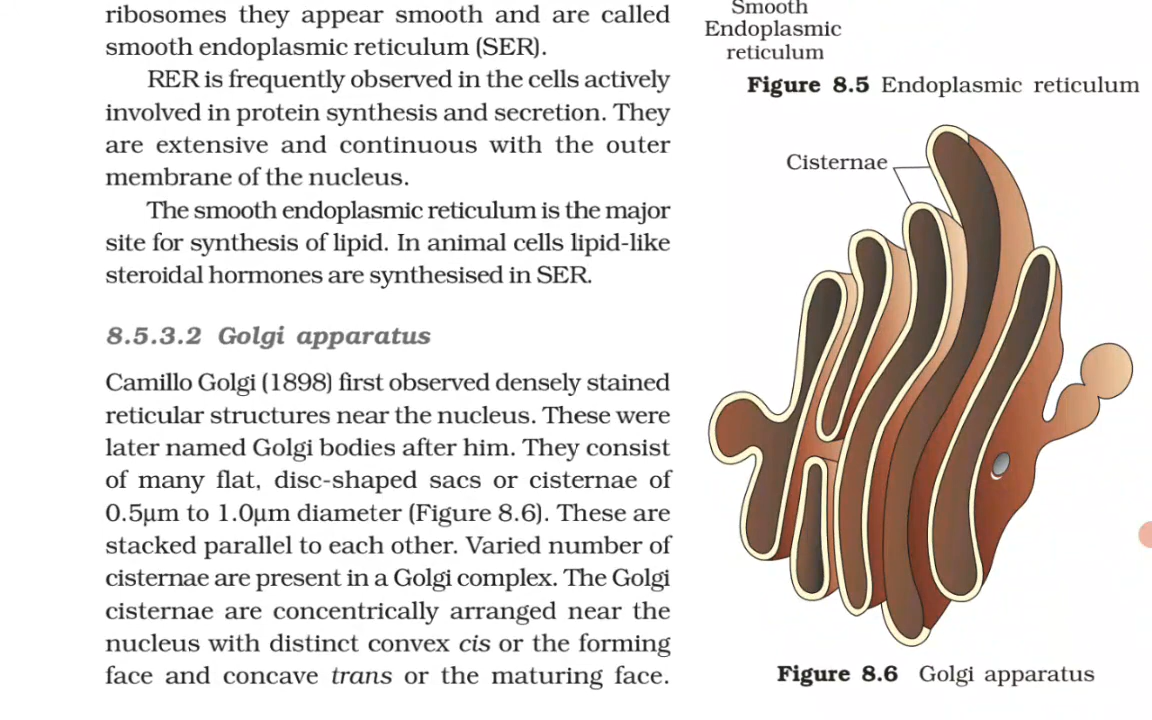 ribosomes they appear smooth and are called
smooth endoplasmic reticulum (SER).
RER is frequently observed in the cells actively
involved in protein synthesis and secretion. They
are extensive and continuous with the outer
membrane of the nucleus.
The smooth endoplasmic reticulum is the major
site for synthesis of lipid. In animal cells lipid-like
steroidal hormones are synthesised in SER.
8.5.3.2 Golgi apparatus
Camillo Golgi (1898) first observed densely stained
reticular structures near the nucleus. These were
later named Golgi bodies after him. They consist
of many flat, disc-shaped sacs or cisternae of
0.5µm to 1.0µm diameter (Figure 8.6). These are
stacked parallel to each other. Varied number of
cisternae are present in a Golgi complex. The Golgi
cisternae are concentrically arranged near the
nucleus with distinct convex cis or the forming
face and concave trans or the maturing face.
Smooth
Endoplasmic
reticulum
Figure 8.5 Endoplasmic reticulum
Cisternae
Figure 8.6 Golgi apparatus